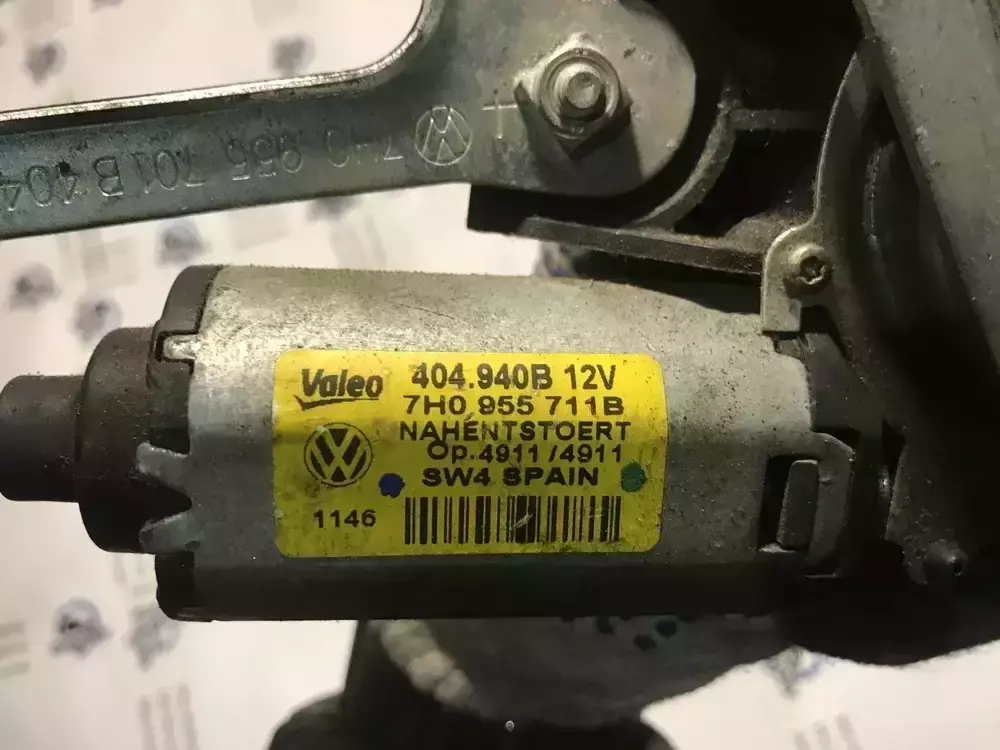 7H0 955 701 B 404
Valeo 404.940B 12V
7H0 955 711B
NAHENTSTOERT
Op.4911/4911
SW4 SPAIN
1146